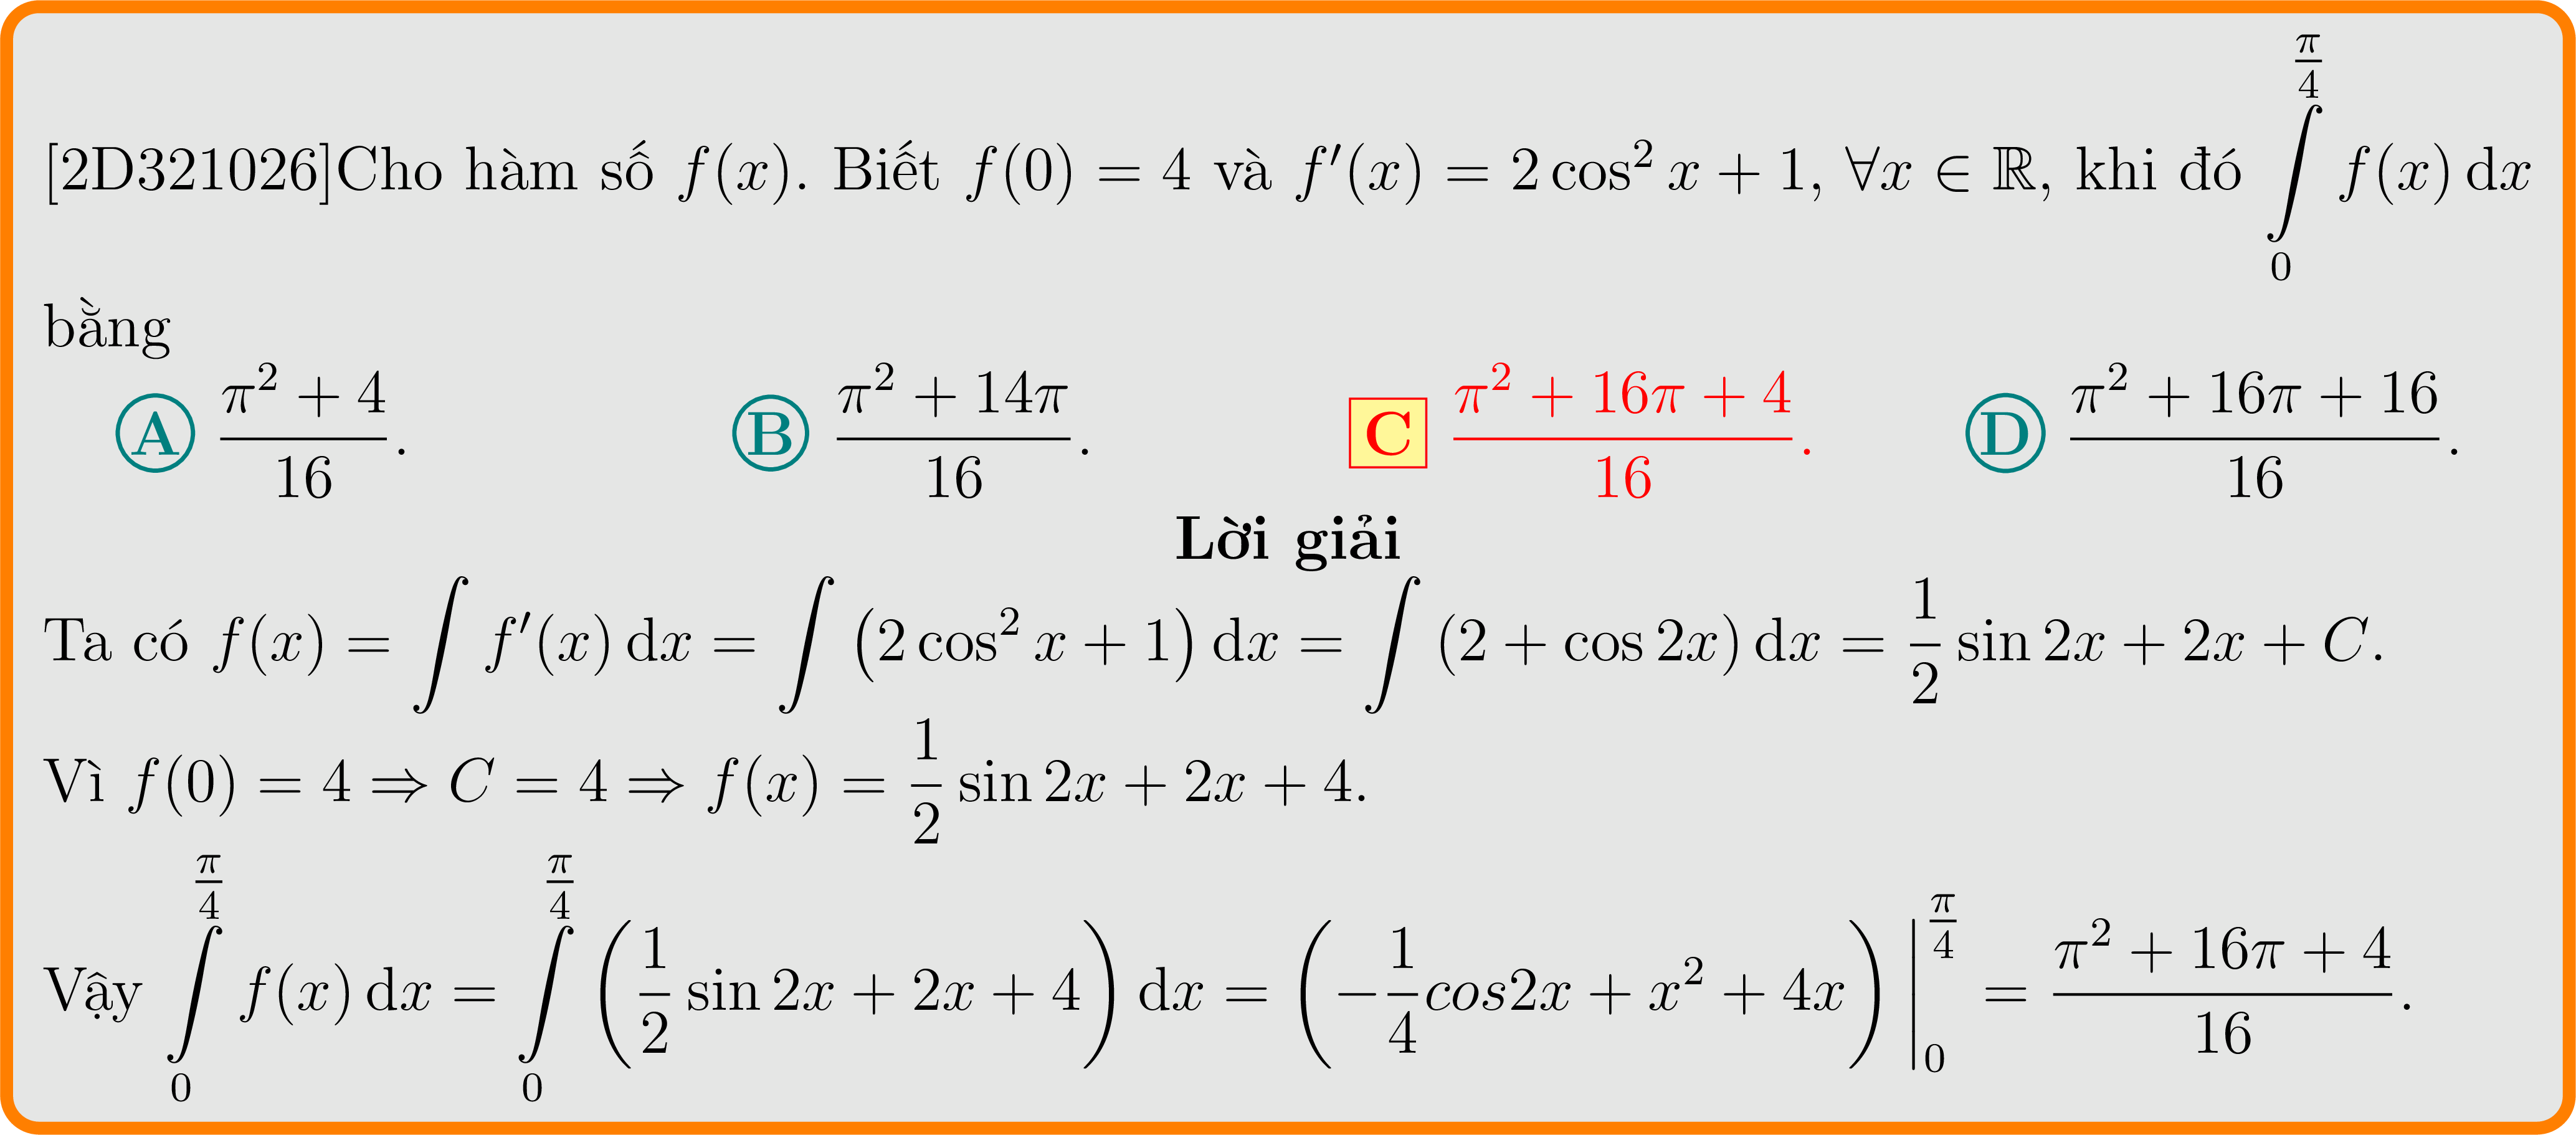 [2D321026]Cho hàm số $f(x)$. Biết $f(0) = 4$ và $f'(x) = 2\cos^2 x + 1$, $\forall x \in \mathbb{R}$, khi đó $\int\limits_0^{\frac{\pi}{4}} f(x)\,\mathrm{d}x$
bằng
A $\frac{\pi^2 + 4}{16}$. B $\frac{\pi^2 + 14\pi}{16}$. C $\frac{\pi^2 + 16\pi + 4}{16}$. D $\frac{\pi^2 + 16\pi + 16}{16}$.
Lời giải
Ta có $f(x) = \int f'(x)\,\mathrm{d}x = \int \left(2\cos^2 x + 1\right)\mathrm{d}x = \int (2 + \cos 2x)\,\mathrm{d}x = \frac{1}{2}\sin 2x + 2x + C$.
Vì $f(0) = 4 \Rightarrow C = 4 \Rightarrow f(x) = \frac{1}{2}\sin 2x + 2x + 4$.
Vậy $\int\limits_0^{\frac{\pi}{4}} f(x)\,\mathrm{d}x = \int\limits_0^{\frac{\pi}{4}} \left(\frac{1}{2}\sin 2x + 2x + 4\right)\mathrm{d}x = \left(-\frac{1}{4}cos2x + x^2 + 4x\right)\Big|_0^{\frac{\pi}{4}} = \frac{\pi^2 + 16\pi + 4}{16}$.